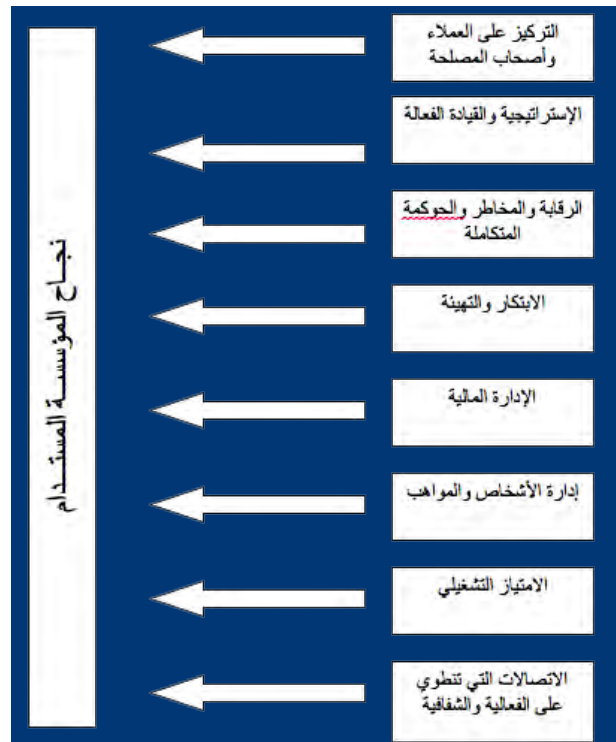 التركيز على العملاء
وأصحاب المصلحة
الإستراتيجية والقيادة الفعالة
الرقابة والمخاطر والحوكمة
المتكاملة
الابتكار والتهيئة
الإدارة المالية
إدارة الأشخاص والمواهب
الامتياز التشغيلي
الاتصالات التي تنطوي
على الفعالية والشفافية
نجاح المؤسسة المستدام